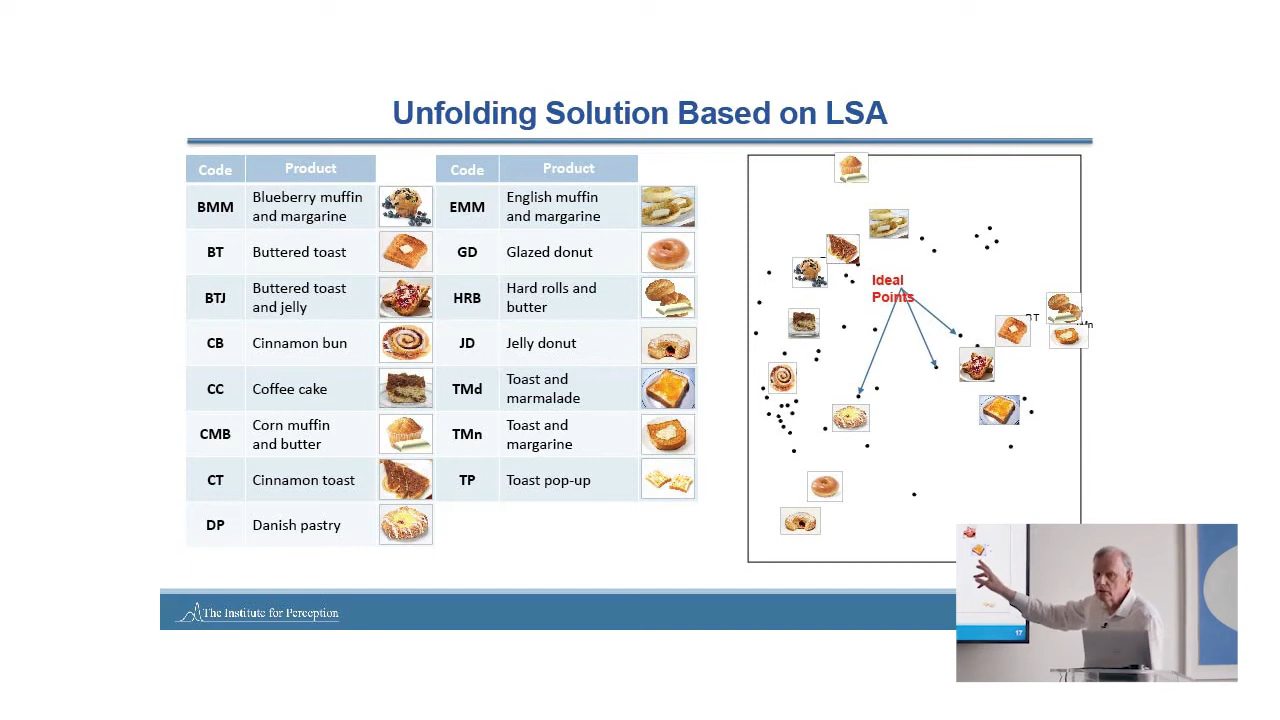 Unfolding Solution Based on LSA
Code Product Code Product
BMM Blueberry muffin
and margarine
EMM English muffin
and margarine
BT Buttered toast
GD Glazed donut
BTJ Buttered toast
and jelly
HRB Hard rolls and
butter
CB Cinnamon bun
JD Jelly donut
CC Coffee cake
TMd Toast and
marmalade
CMB Corn muffin
and butter
TMn Toast and
margarine
CT Cinnamon toast
TP Toast pop-up
DP Danish pastry
Ideal
Points
BT
The Institute for Perception
17